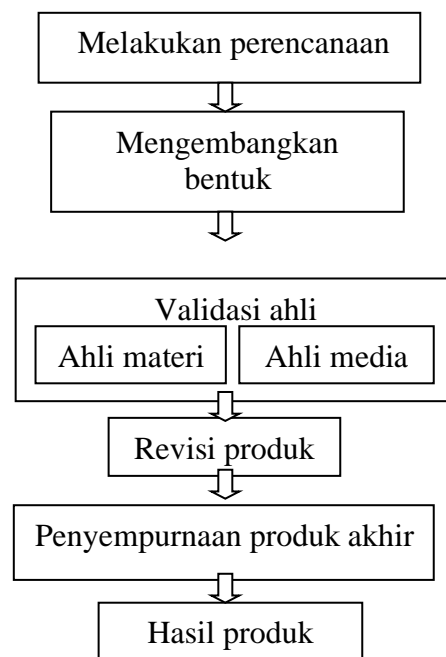 Melakukan perencanaan
Mengembangkan
bentuk
Validasi ahli
Ahli materi
Ahli media
Revisi produk
Penyempurnaan produk akhir
Hasil produk